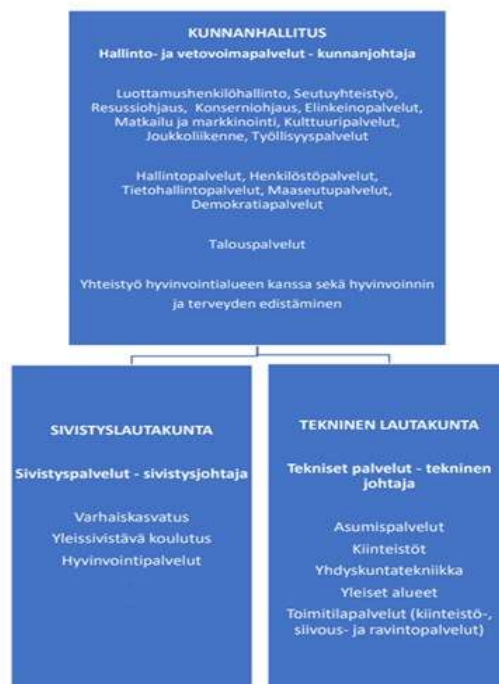 KUNNANHALLITUS
Hallinto- ja vetovoimapalvelut - kunnanjohtaja
Luottamushenkilöhallinto, Seutuyhteistyö,
Resussiohjaus, Konserniohjaus, Elinkeinopalvelut,
Matkailu ja markkinointi, Kulttuuripalvelut,
Joukkoliikenne, Työllisyyspalvelut
Hallintopalvelut, Henkilöstöpalvelut,
Tietohallintopalvelut, Maaseutupalvelut,
Demokratiapalvelut
Talouspalvelut
Yhteistyö hyvinvointialueen kanssa sekä hyvinvoinnin
ja terveyden edistäminen
SIVISTYSLAUTAKUNTA
Sivistyspalvelut - sivistysjohtaja
Varhaiskasvatus
Yleissivistävä koulutus
Hyvinvointipalvelut
TEKNINEN LAUTAKUNTA
Tekniset palvelut - tekninen
johtaja
Asumispalvelut
Kiinteistöt
Yhdyskuntatekniikka
Yleiset alueet
Toimitilapalvelut (kiinteistö-,
siivous- ja ravintopalvelut)